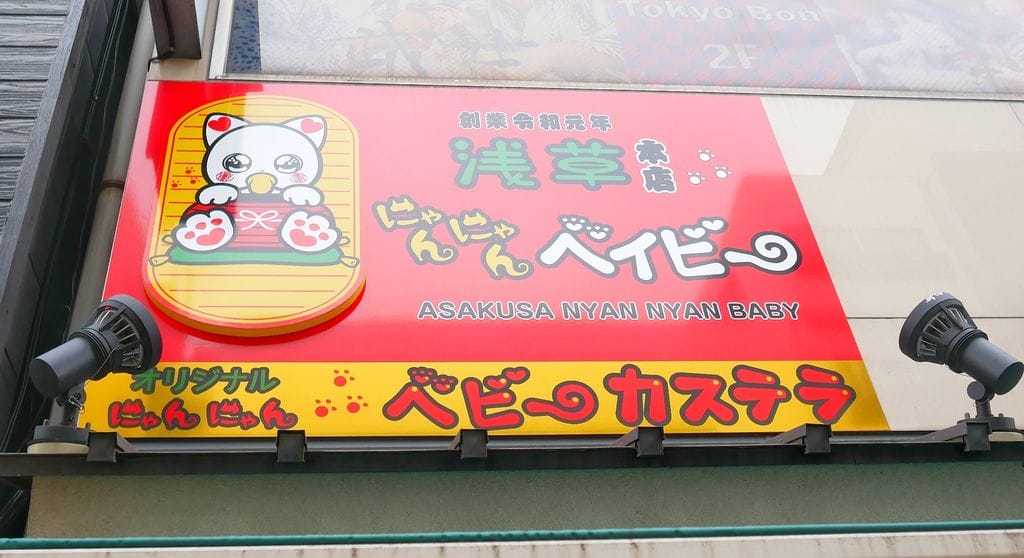 Tokyo Bon
2F
創業令和元年
浅草本店
にゃんにゃんベイビー
ASAKUSA NYAN NYAN BABY
オリジナル
にゃんにゃん
ベビーカステラ